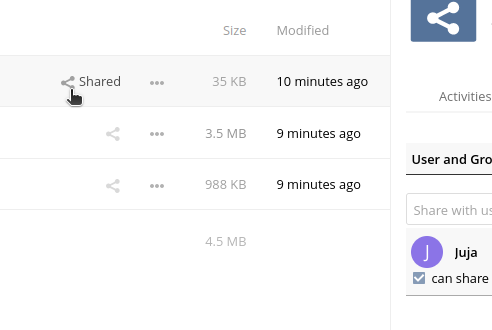 Size Modified
Shared ••• 35 KB 10 minutes ago
••• 3.5 MB 9 minutes ago
••• 988 KB 9 minutes ago
4.5 MB
Activities
User and Gro
Share with us
J Juja
can share